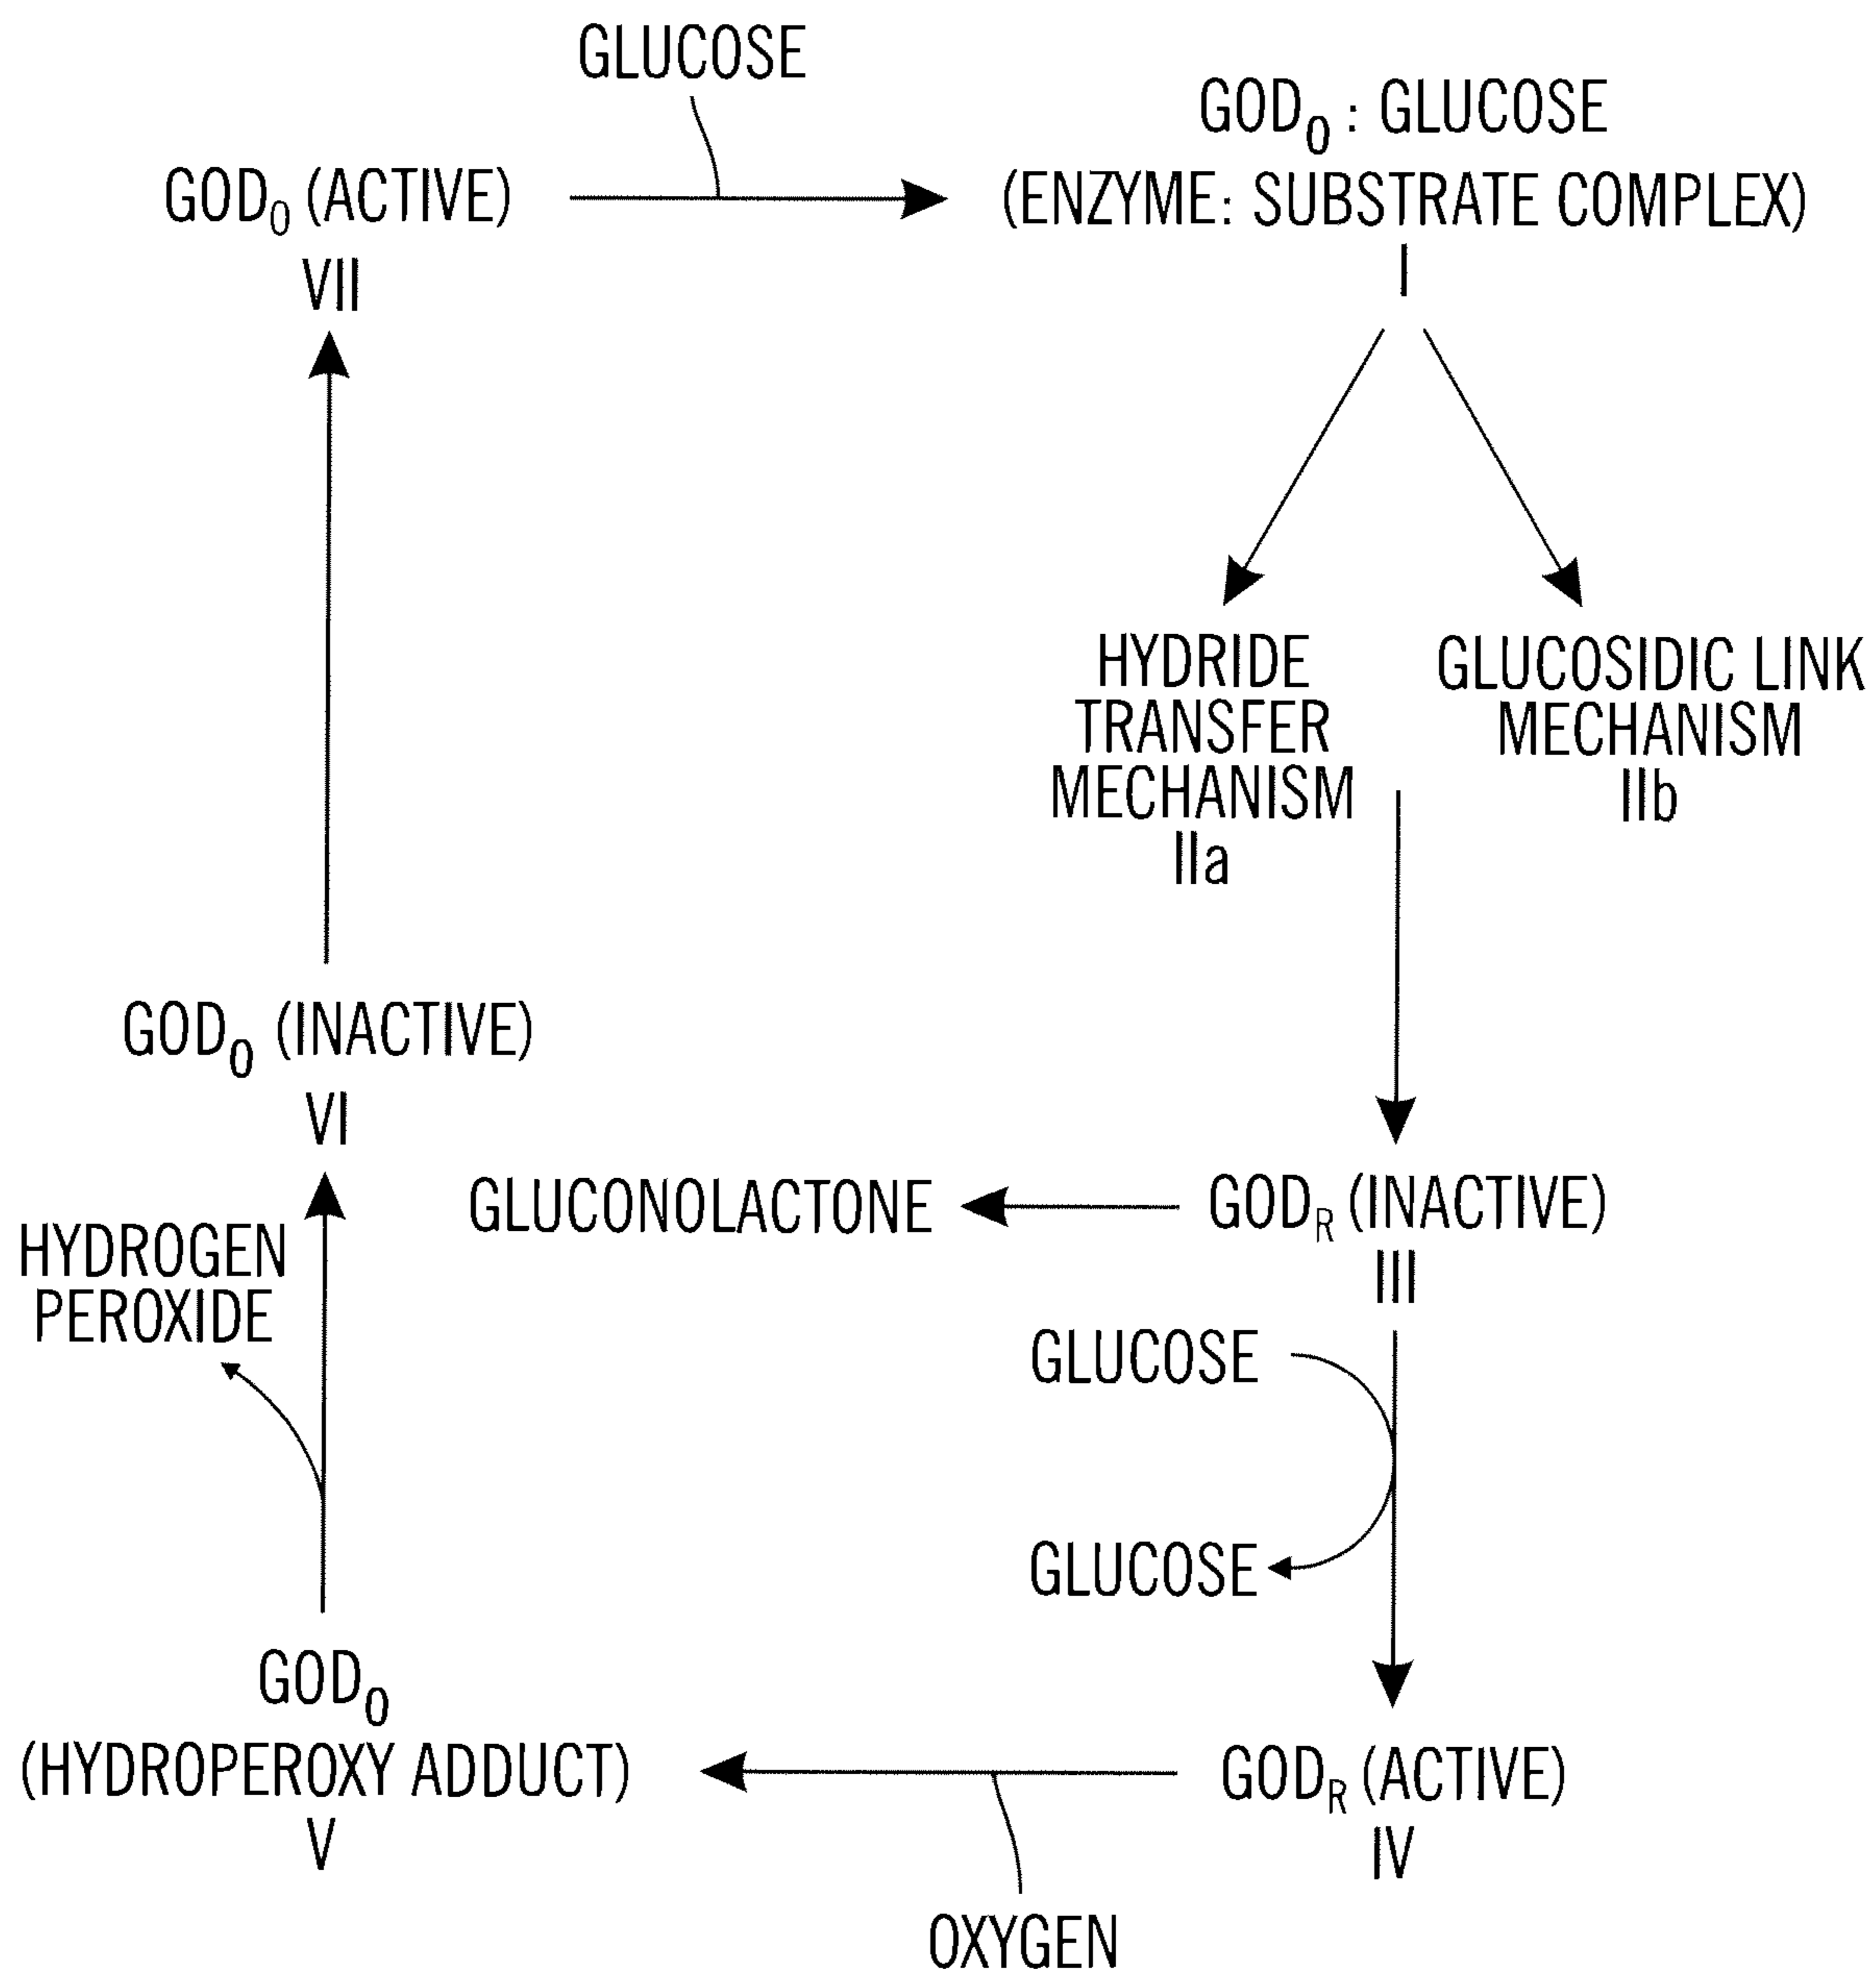 GLUCOSE
GOD₀ : GLUCOSE
(ENZYME: SUBSTRATE COMPLEX)
I
GOD₀ (ACTIVE)
VII
HYDRIDE
TRANSFER
MECHANISM
IIa
GLUCOSIDIC LINK
MECHANISM
IIb
GOD₀ (INACTIVE)
VI
GLUCONOLACTONE
GODR (INACTIVE)
III
HYDROGEN
PEROXIDE
GLUCOSE
GLUCOSE
GOD₀
(HYDROPEROXY ADDUCT)
V
GODR (ACTIVE)
IV
OXYGEN